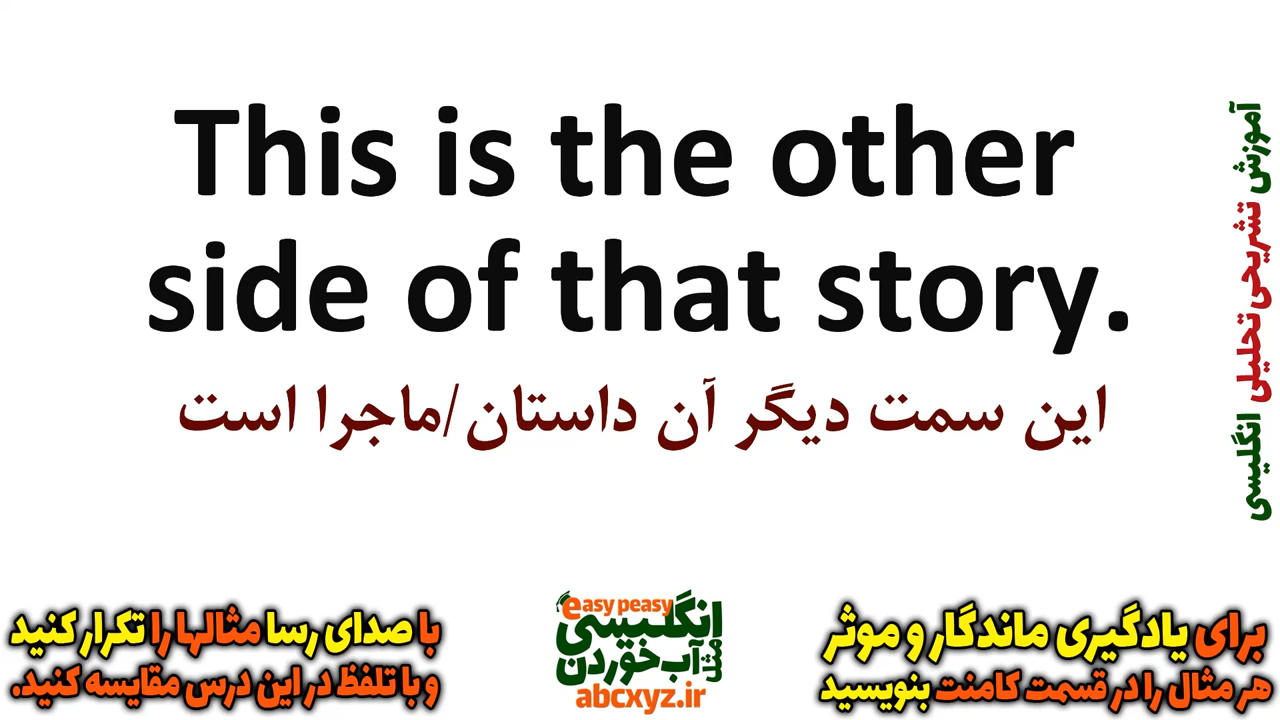 This is the other
side of that story.
این سمت دیگر آن داستان/ماجرا است
آموزش تشریحی تحلیلی انگلیسی
با صدای رسا مثالها را تکرار کنید
و با تلفظ در این درس مقایسه کنید.
easy peasy
انگلیسی
مثل آب خوردن
abcxyz.ir
برای یادگیری ماندگار و موثر
هر مثال را در قسمت کامنت بنویسید